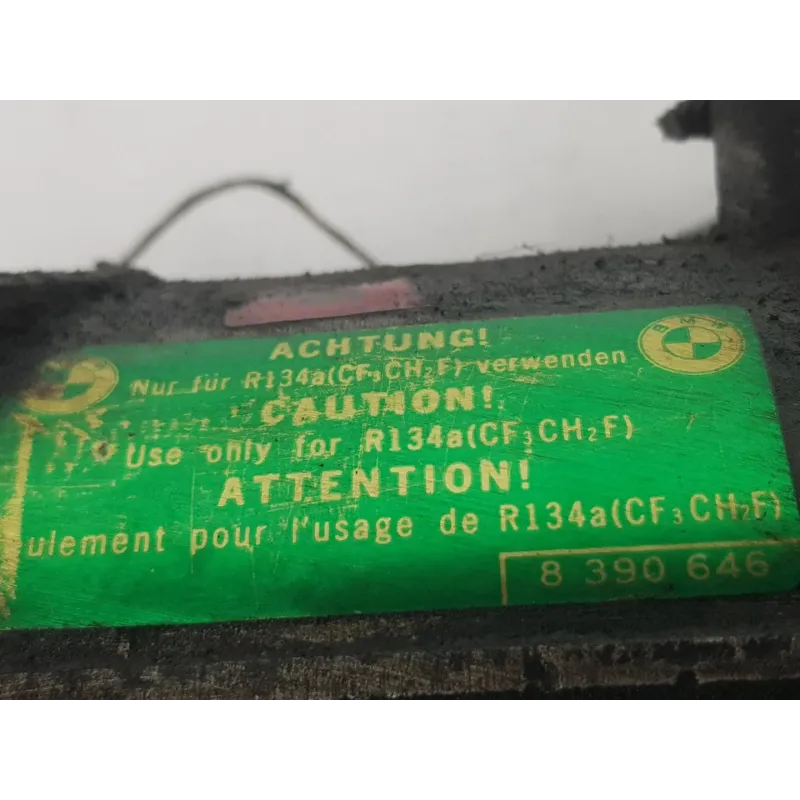 ACHTUNG!
Nur für R134a(CF₃CH₂F) verwenden
BMW
CAUTION!
Use only for R134a(CF₃CH₂F)
ATTENTION!
ulement pour l'usage de R134a(CF₃CH₂F)
8 390 646